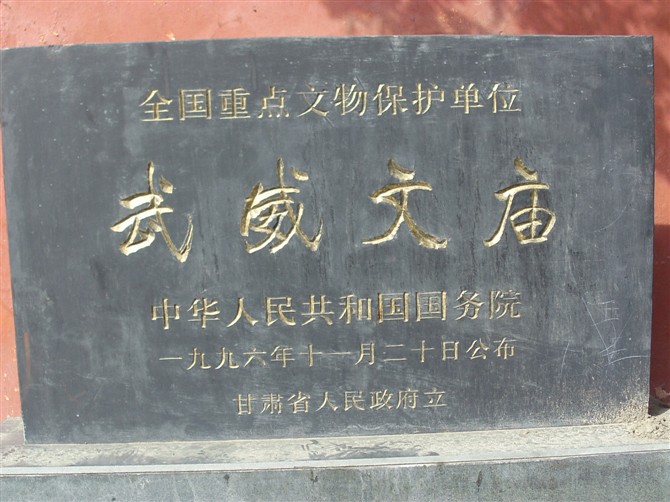 全国重点文物保护单位
武威文庙
中华人民共和国国务院
一九九六年十一月二十日公布
甘肃省人民政府立